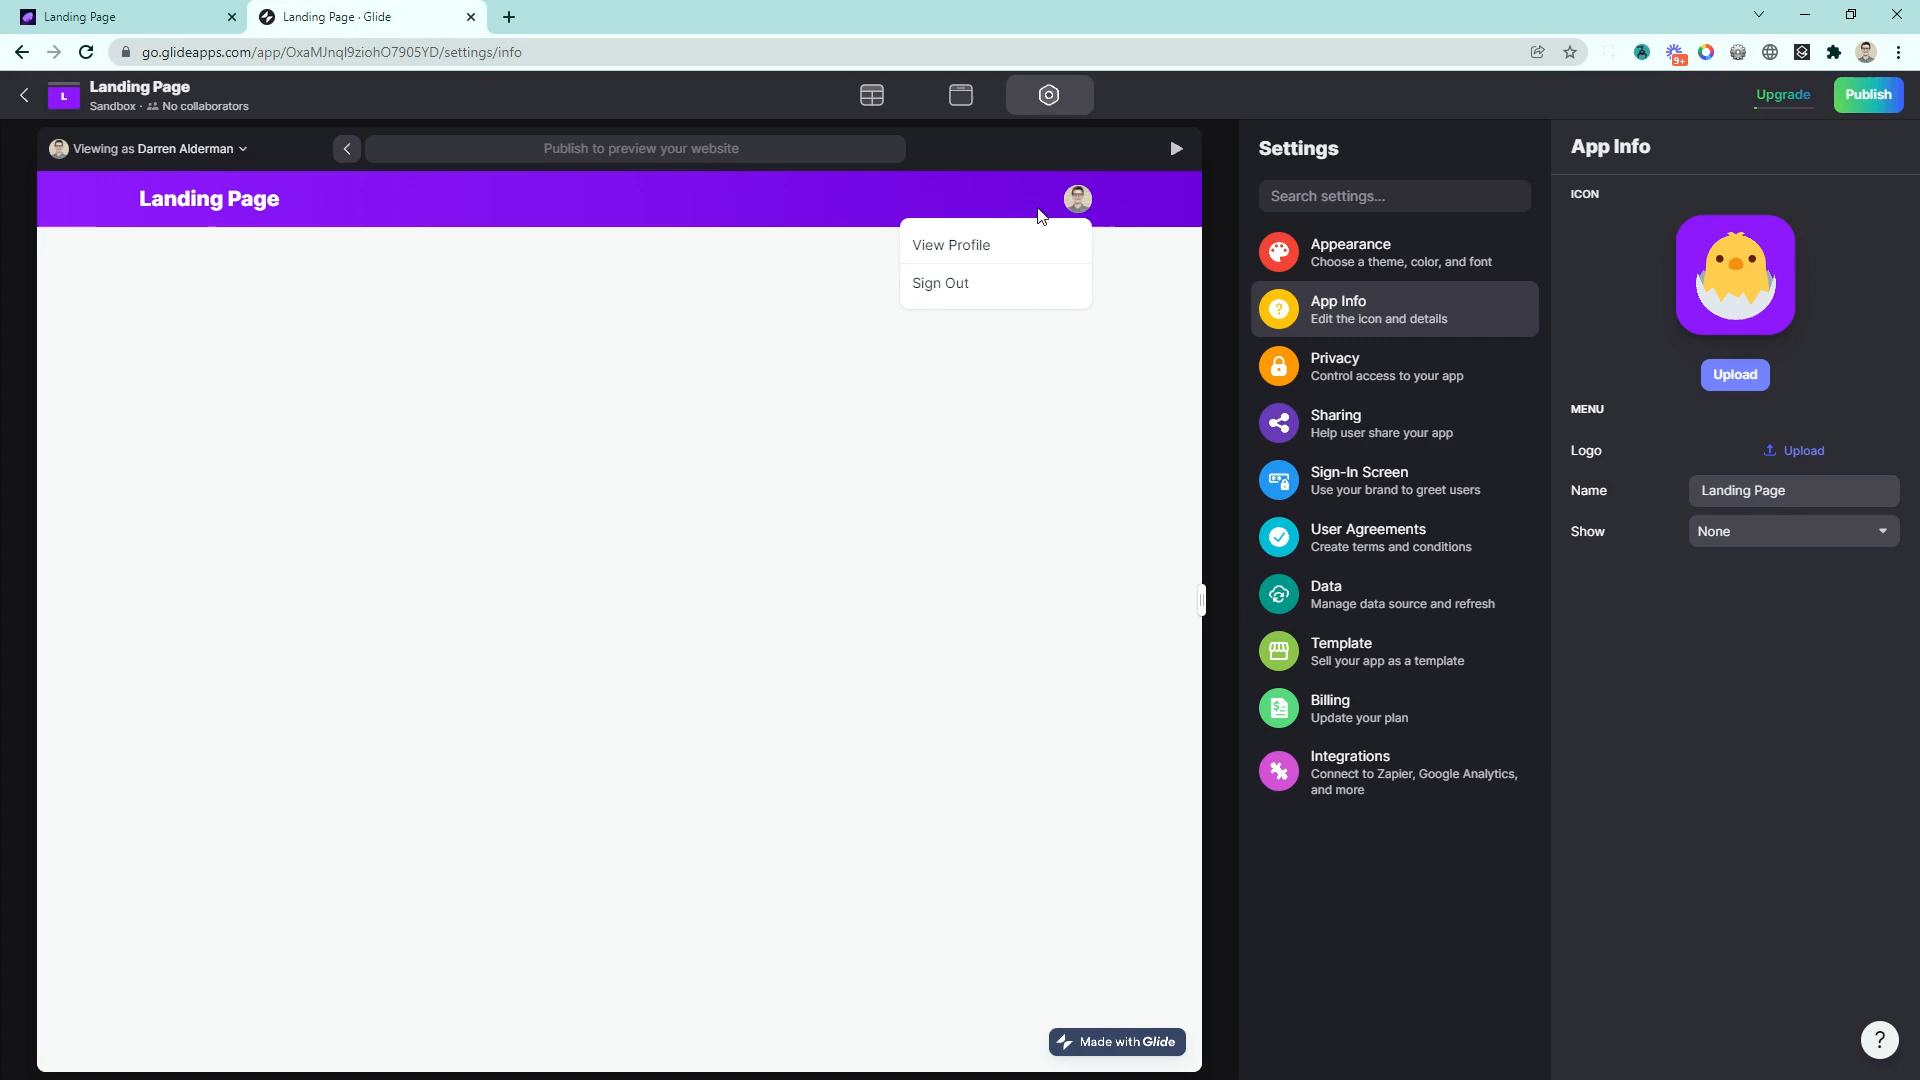 Landing Page
Landing Page · Glide
go.glideapps.com/app/OxaMJnqI9ziohO7905YD/settings/info
9+
L
Landing Page
Sandbox · No collaborators
Upgrade
Publish
Viewing as Darren Alderman
Publish to preview your website
Landing Page
View Profile
Sign Out
Made with Glide
Settings
Search settings...
Appearance
Choose a theme, color, and font
App Info
Edit the icon and details
Privacy
Control access to your app
Sharing
Help user share your app
Sign-In Screen
Use your brand to greet users
User Agreements
Create terms and conditions
Data
Manage data source and refresh
Template
Sell your app as a template
Billing
Update your plan
Integrations
Connect to Zapier, Google Analytics,
and more
App Info
ICON
Upload
MENU
Logo
Upload
Name
Landing Page
Show
None
?